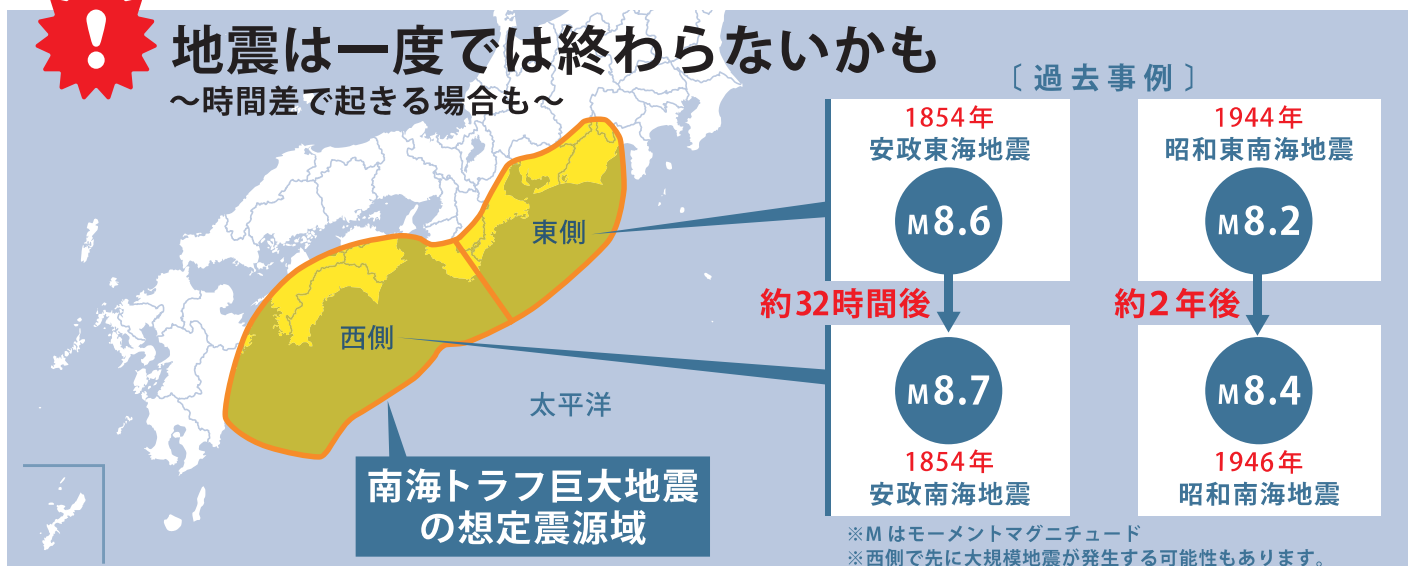 !
地震は一度では終わらないかも
～時間差で起きる場合も～
〔過去事例〕
東側
西側
太平洋
南海トラフ巨大地震
の想定震源域
1854年
安政東海地震
M8.6
約32時間後
M8.7
1854年
安政南海地震
1944年
昭和東南海地震
M8.2
約2年後
M8.4
1946年
昭和南海地震
※Mはモーメントマグニチュード
※西側で先に大規模地震が発生する可能性もあります。